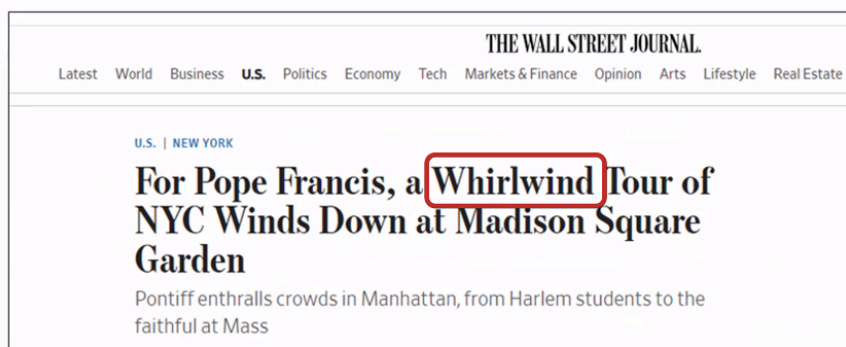 THE WALL STREET JOURNAL.
Latest World Business U.S. Politics Economy Tech Markets & Finance Opinion Arts Lifestyle Real Estate
U.S. | NEW YORK
For Pope Francis, a Whirlwind Tour of
NYC Winds Down at Madison Square
Garden
Pontiff enthralls crowds in Manhattan, from Harlem students to the
faithful at Mass